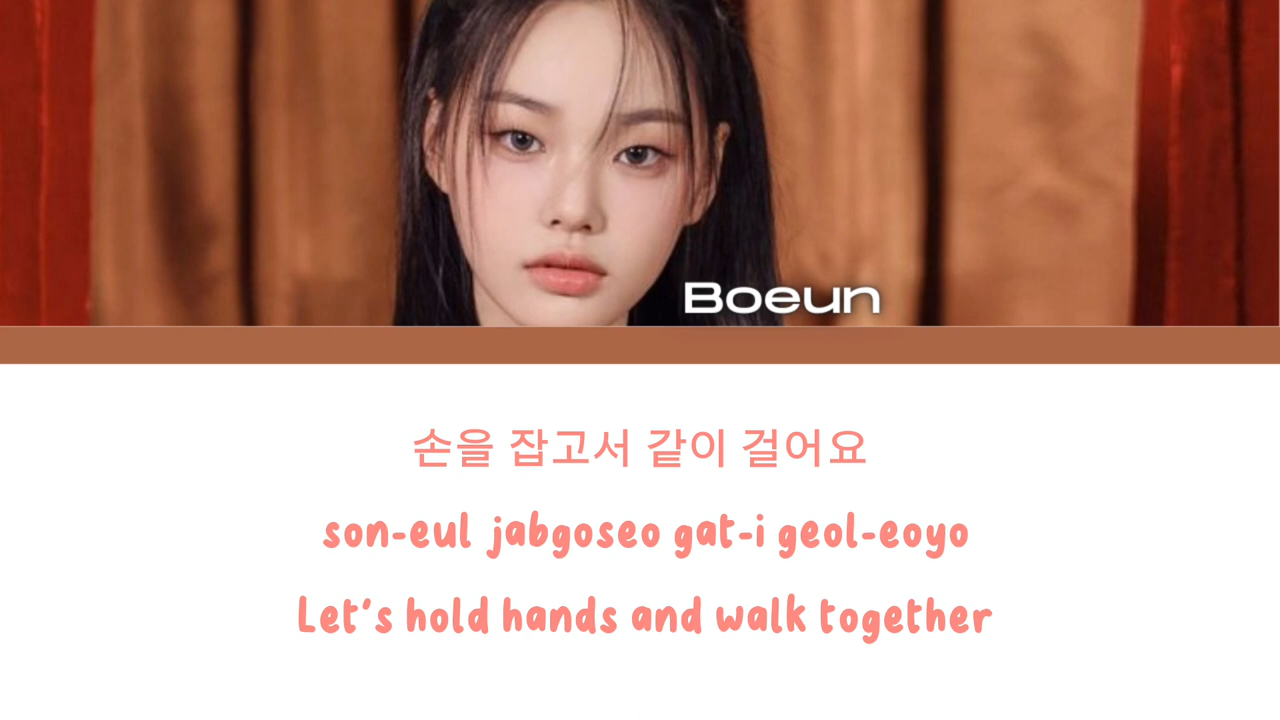 Boeun
손을 잡고서 같이 걸어요
son-eul jabgoseo gat-i geol-eoyo
Let's hold hands and walk together